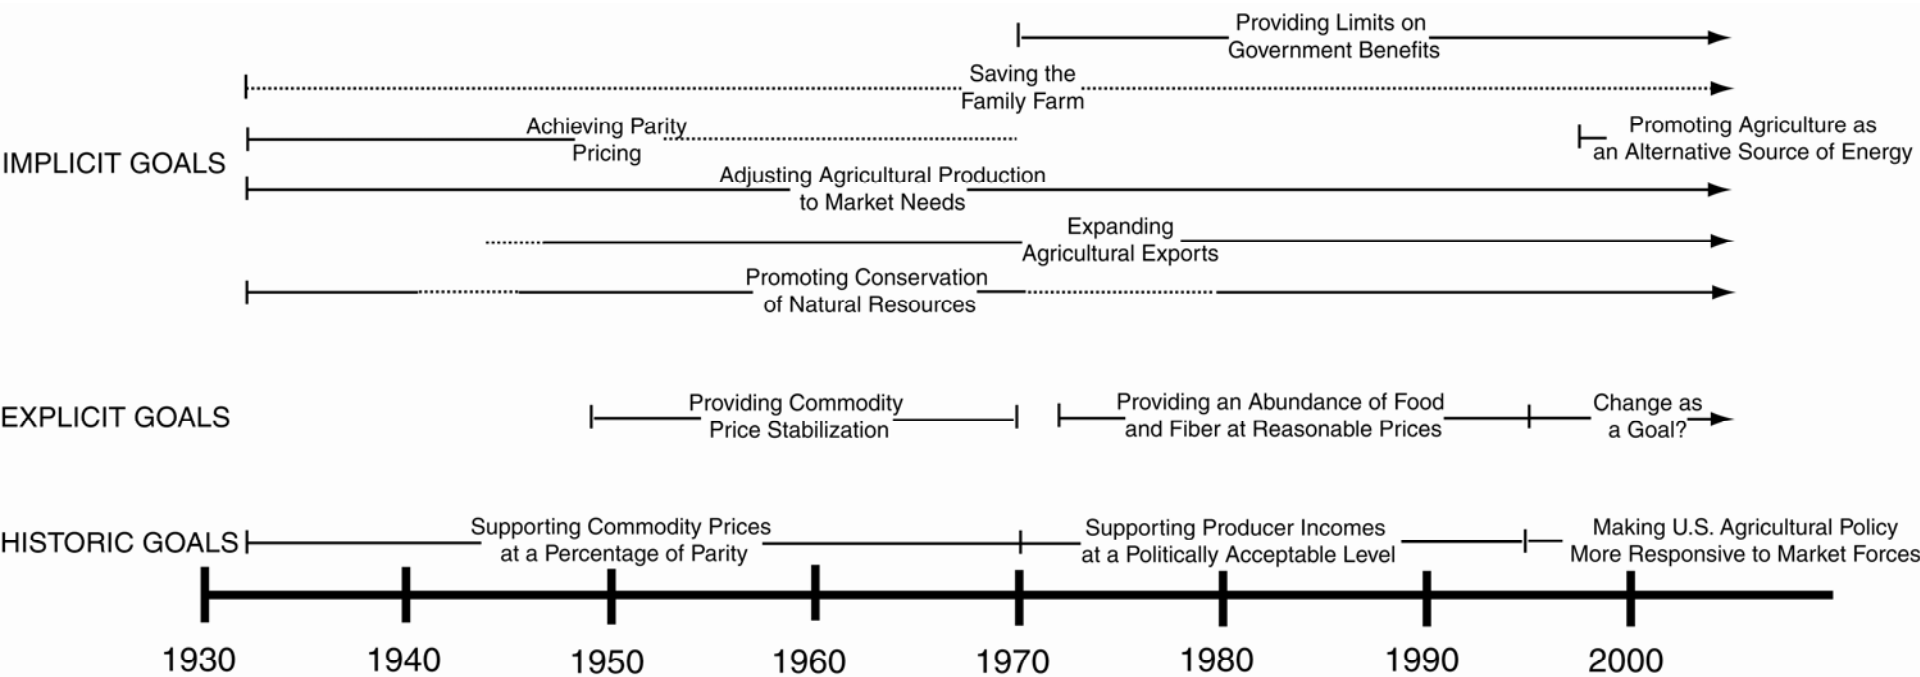 Providing Limits on
Government Benefits
Saving the
Family Farm
Achieving Parity
Pricing
Promoting Agriculture as
an Alternative Source of Energy
IMPLICIT GOALS
Adjusting Agricultural Production
to Market Needs
Expanding
Agricultural Exports
Promoting Conservation
of Natural Resources
EXPLICIT GOALS
Providing Commodity
Price Stabilization
Providing an Abundance of Food
and Fiber at Reasonable Prices
Change as
a Goal?
HISTORIC GOALS
Supporting Commodity Prices
at a Percentage of Parity
Supporting Producer Incomes
at a Politically Acceptable Level
Making U.S. Agricultural Policy
More Responsive to Market Forces
1930 1940 1950 1960 1970 1980 1990 2000